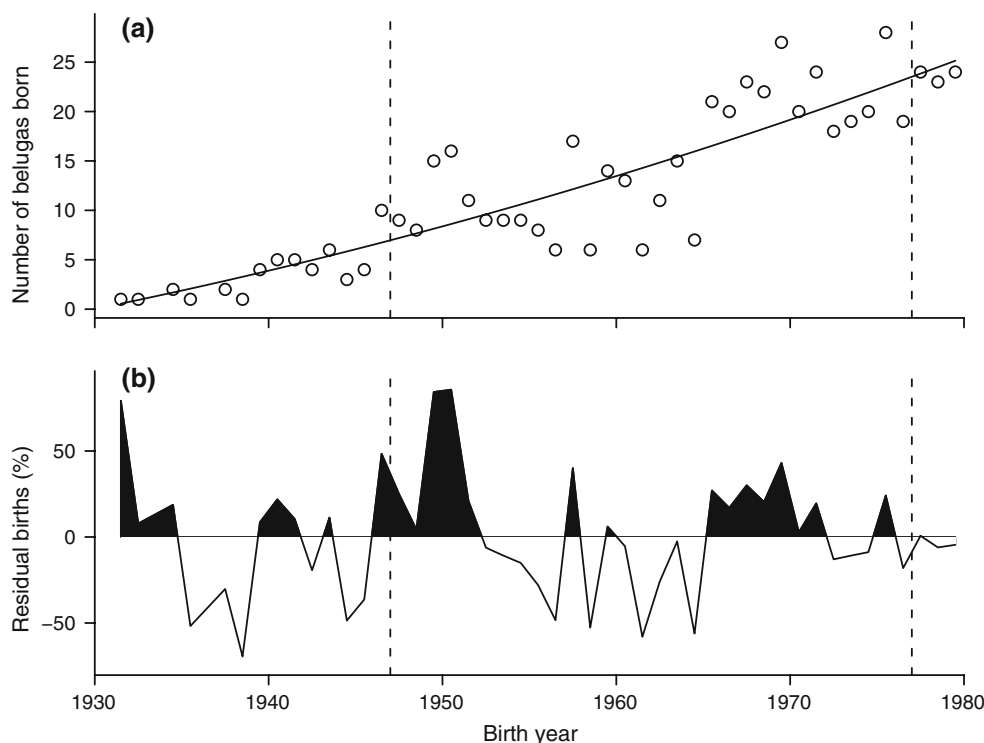 (a)
Number of belugas born
25
20
15
10
5
0
(b)
Residual births (%)
50
0
−50
1930 1940 1950 1960 1970 1980
Birth year